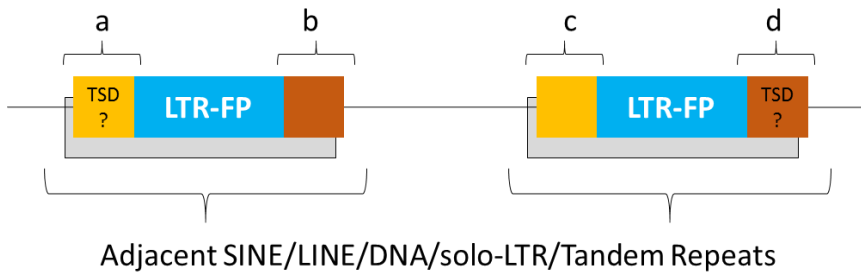 a b c d
TSD
?
LTR-FP
LTR-FP
TSD
?
Adjacent SINE/LINE/DNA/solo-LTR/Tandem Repeats